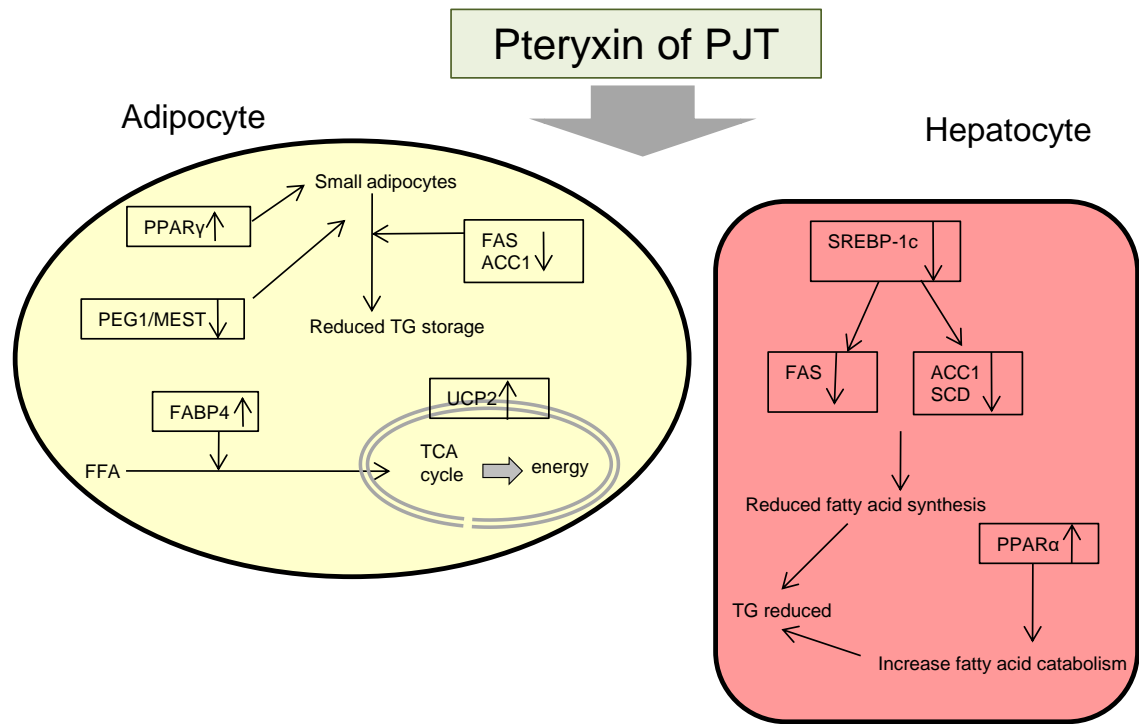 Pteryxin of PJT
Adipocyte
Hepatocyte
Small adipocytes
PPARγ
FAS
ACC1
PEG1/MEST
Reduced TG storage
FABP4
UCP2
FFA
TCA
cycle
energy
SREBP-1c
FAS
ACC1
SCD
Reduced fatty acid synthesis
PPARα
TG reduced
Increase fatty acid catabolism